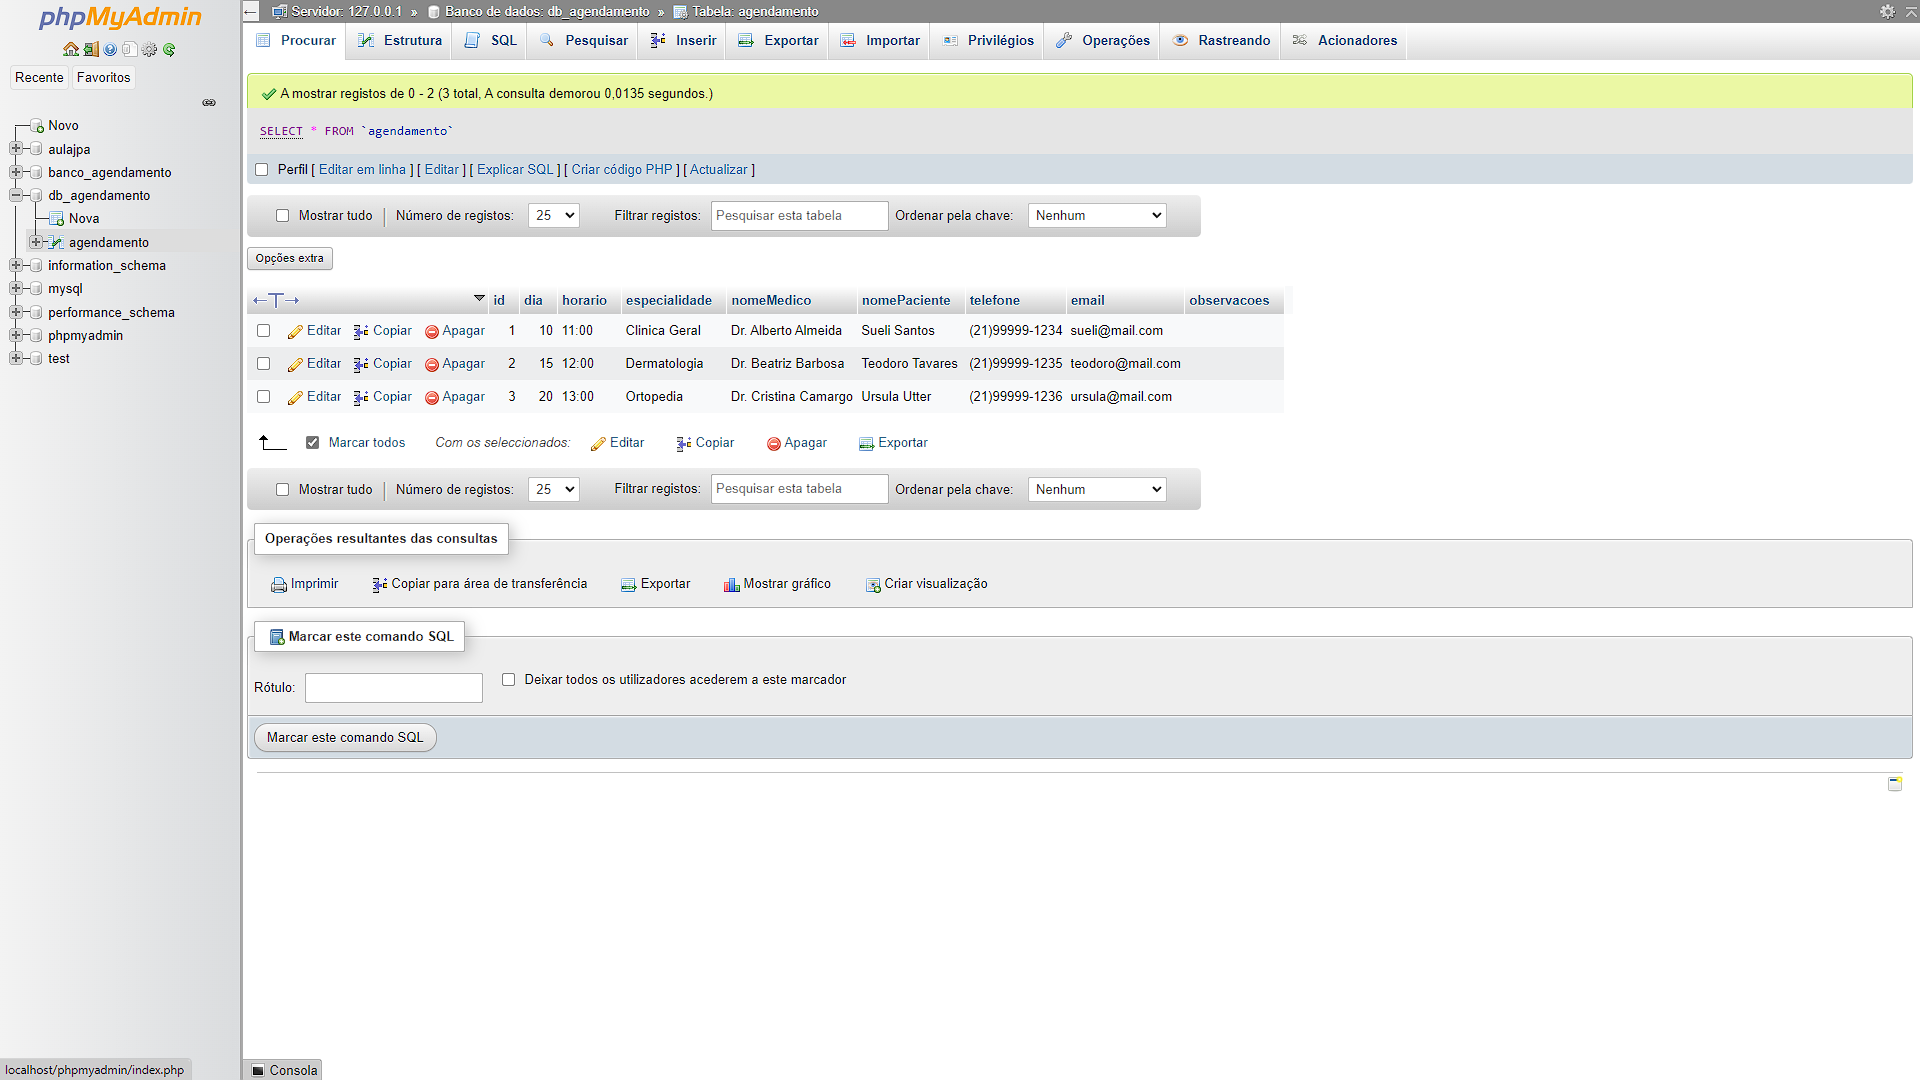 phpMyAdmin
Recente Favoritos
Novo
aulajpa
banco_agendamento
db_agendamento
Nova
agendamento
information_schema
mysql
performance_schema
phpmyadmin
test
localhost/phpmyadmin/index.php
Servidor: 127.0.0.1 » Banco de dados: db_agendamento » Tabela: agendamento
Procurar Estrutura SQL Pesquisar Inserir Exportar Importar Privilégios Operações Rastreando Acionadores
A mostrar registos de 0 - 2 (3 total, A consulta demorou 0,0135 segundos.)
SELECT * FROM `agendamento`
Perfil [ Editar em linha ] [ Editar ] [ Explicar SQL ] [ Criar código PHP ] [ Actualizar ]
Mostrar tudo Número de registos: 25 Filtrar registos: Pesquisar esta tabela Ordenar pela chave: Nenhum
Opções extra
←T→ id dia horario especialidade nomeMedico nomePaciente telefone email observacoes
Editar Copiar Apagar 1 10 11:00 Clinica Geral Dr. Alberto Almeida Sueli Santos (21)99999-1234 sueli@mail.com
Editar Copiar Apagar 2 15 12:00 Dermatologia Dr. Beatriz Barbosa Teodoro Tavares (21)99999-1235 teodoro@mail.com
Editar Copiar Apagar 3 20 13:00 Ortopedia Dr. Cristina Camargo Ursula Utter (21)99999-1236 ursula@mail.com
Marcar todos Com os seleccionados: Editar Copiar Apagar Exportar
Mostrar tudo Número de registos: 25 Filtrar registos: Pesquisar esta tabela Ordenar pela chave: Nenhum
Operações resultantes das consultas
Imprimir Copiar para área de transferência Exportar Mostrar gráfico Criar visualização
Marcar este comando SQL
Rótulo: Deixar todos os utilizadores acederem a este marcador
Marcar este comando SQL
Consola